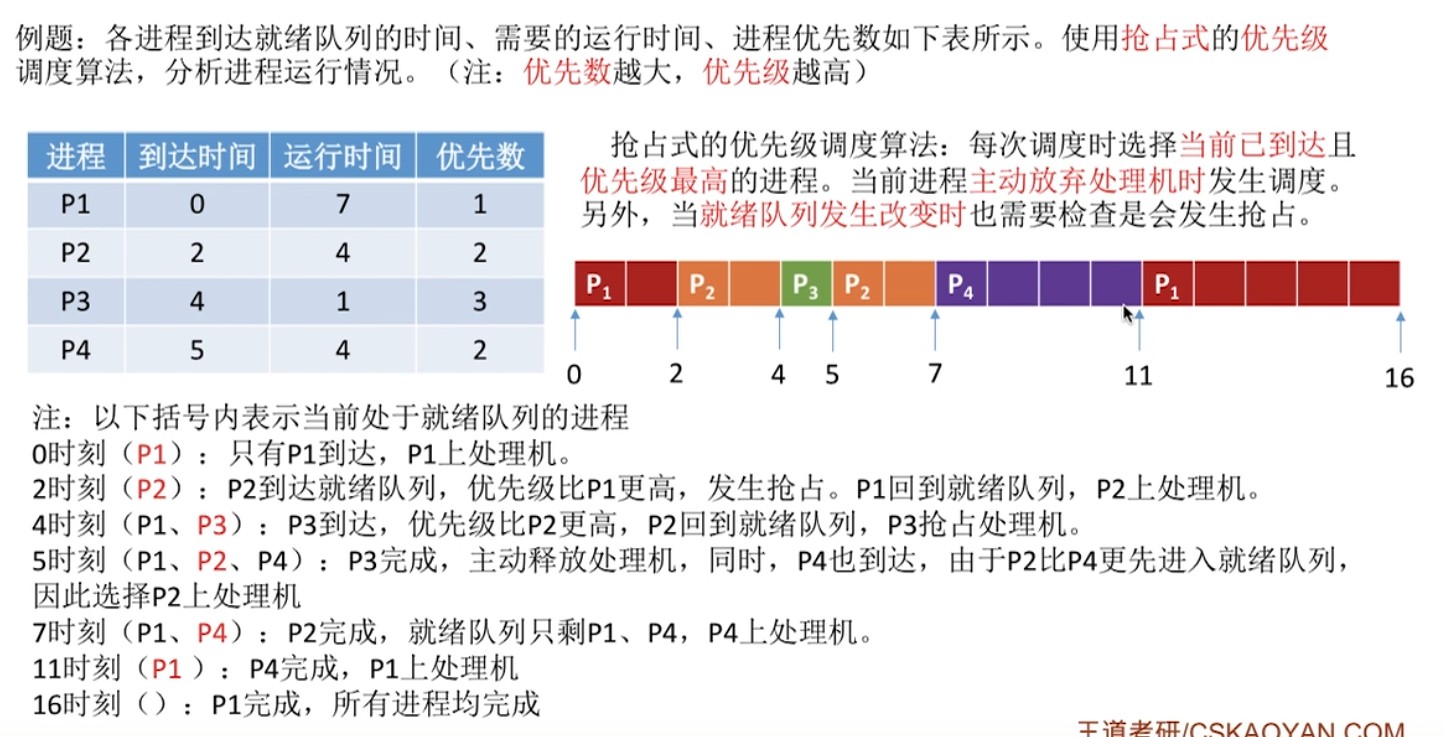 例题：各进程到达就绪队列的时间、需要的运行时间、进程优先数如下表所示。使用抢占式的优先级
调度算法，分析进程运行情况。（注：优先数越大，优先级越高）
进程 到达时间 运行时间 优先数
P1 0 7 1
P2 2 4 2
P3 4 1 3
P4 5 4 2
抢占式的优先级调度算法：每次调度时选择当前已到达且
优先级最高的进程。当前进程主动放弃处理机时发生调度。
另外，当就绪队列发生改变时也需要检查是会发生抢占。
P1 P2 P3 P2 P4 P1
0 2 4 5 7 11 16
注：以下括号内表示当前处于就绪队列的进程
0时刻（P1）：只有P1到达，P1上处理机。
2时刻（P2）：P2到达就绪队列，优先级比P1更高，发生抢占。P1回到就绪队列，P2上处理机。
4时刻（P1、P3）：P3到达，优先级比P2更高，P2回到就绪队列，P3抢占处理机。
5时刻（P1、P2、P4）：P3完成，主动释放处理机，同时，P4也到达，由于P2比P4更先进入就绪队列，
因此选择P2上处理机
7时刻（P1、P4）：P2完成，就绪队列只剩P1、P4，P4上处理机。
11时刻（P1 ）：P4完成，P1上处理机
16时刻（）：P1完成，所有进程均完成
王道考研/CSKAOYAN.COM